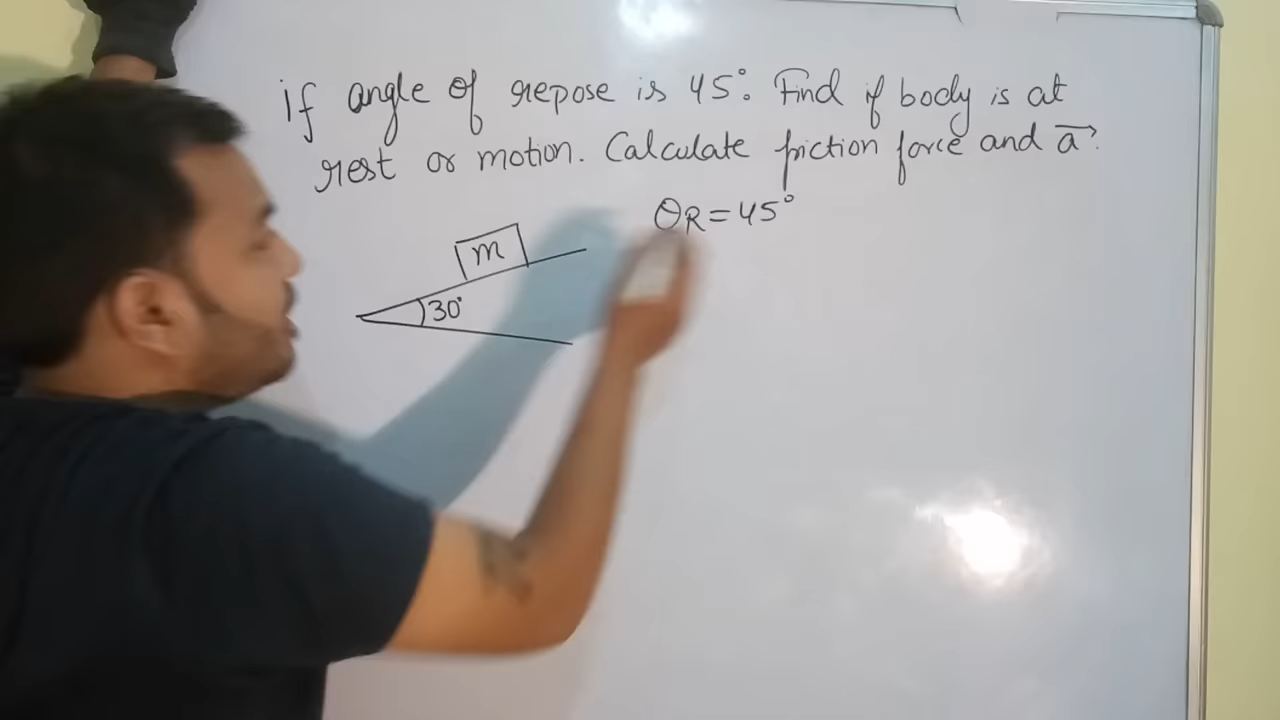 if angle of repose is 45°. Find if body is at
rest or motion. Calculate friction force and a⃗.
θR = 45°
m
30°